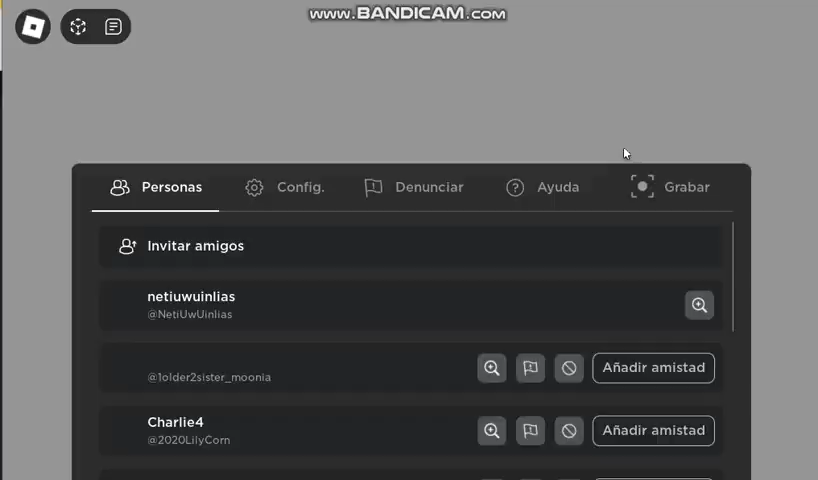 www.BANDICAM.com
Personas
Config.
Denunciar
Ayuda
Grabar
Invitar amigos
netiuwuinlias
@NetiUwUinlias
@1older2sister_moonia
Añadir amistad
Charlie4
@2020LilyCorn
Añadir amistad